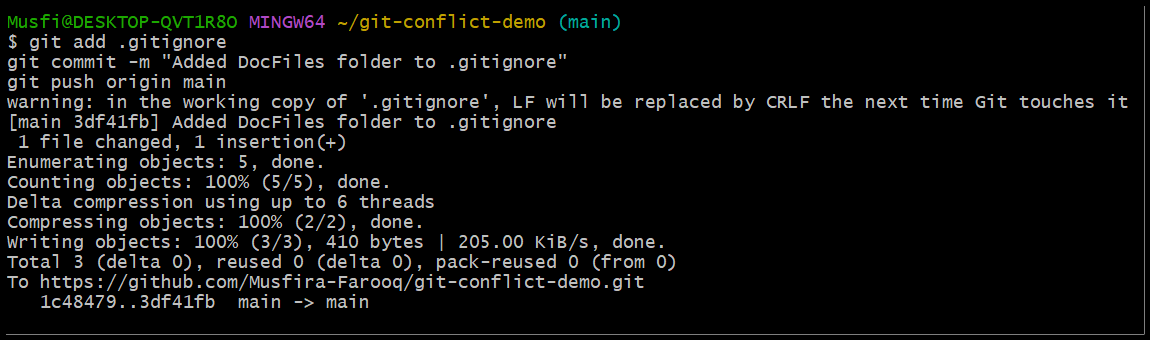 Musfi@DESKTOP-QVT1R8O MINGW64 ~/git-conflict-demo (main)
$ git add .gitignore
git commit -m "Added DocFiles folder to .gitignore"
git push origin main
warning: in the working copy of '.gitignore', LF will be replaced by CRLF the next time Git touches it
[main 3df41fb] Added DocFiles folder to .gitignore
 1 file changed, 1 insertion(+)
Enumerating objects: 5, done.
Counting objects: 100% (5/5), done.
Delta compression using up to 6 threads
Compressing objects: 100% (2/2), done.
Writing objects: 100% (3/3), 410 bytes | 205.00 KiB/s, done.
Total 3 (delta 0), reused 0 (delta 0), pack-reused 0 (from 0)
To https://github.com/Musfira-Farooq/git-conflict-demo.git
   1c48479..3df41fb  main -> main